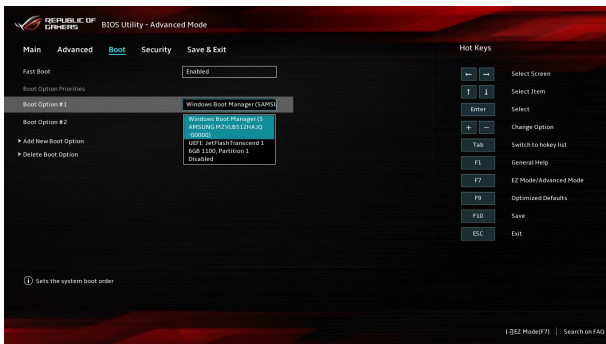 REPUBLIC OF
GAMERS
BIOS Utility - Advanced Mode
Main Advanced Boot Security Save & Exit
Hot Keys
Fast Boot Enabled
Boot Option Priorities
Boot Option #1 Windows Boot Manager (SAMSU
Boot Option #2
Windows Boot Manager (S
AMSUNG MZVLB512HAJQ
-00000)
UEFI: JetFlashTranscend 1
6GB 1100, Partition 1
Disabled
> Add New Boot Option
> Delete Boot Option
← → Select Screen
↑ ↓ Select Item
Enter Select
+ − Change Option
Tab Switch to hokey list
F1 General Help
F7 EZ Mode/Advanced Mode
F9 Optimized Defaults
F10 Save
ESC Exit
i Sets the system boot order
EZ Mode(F7) | Search on FAQ